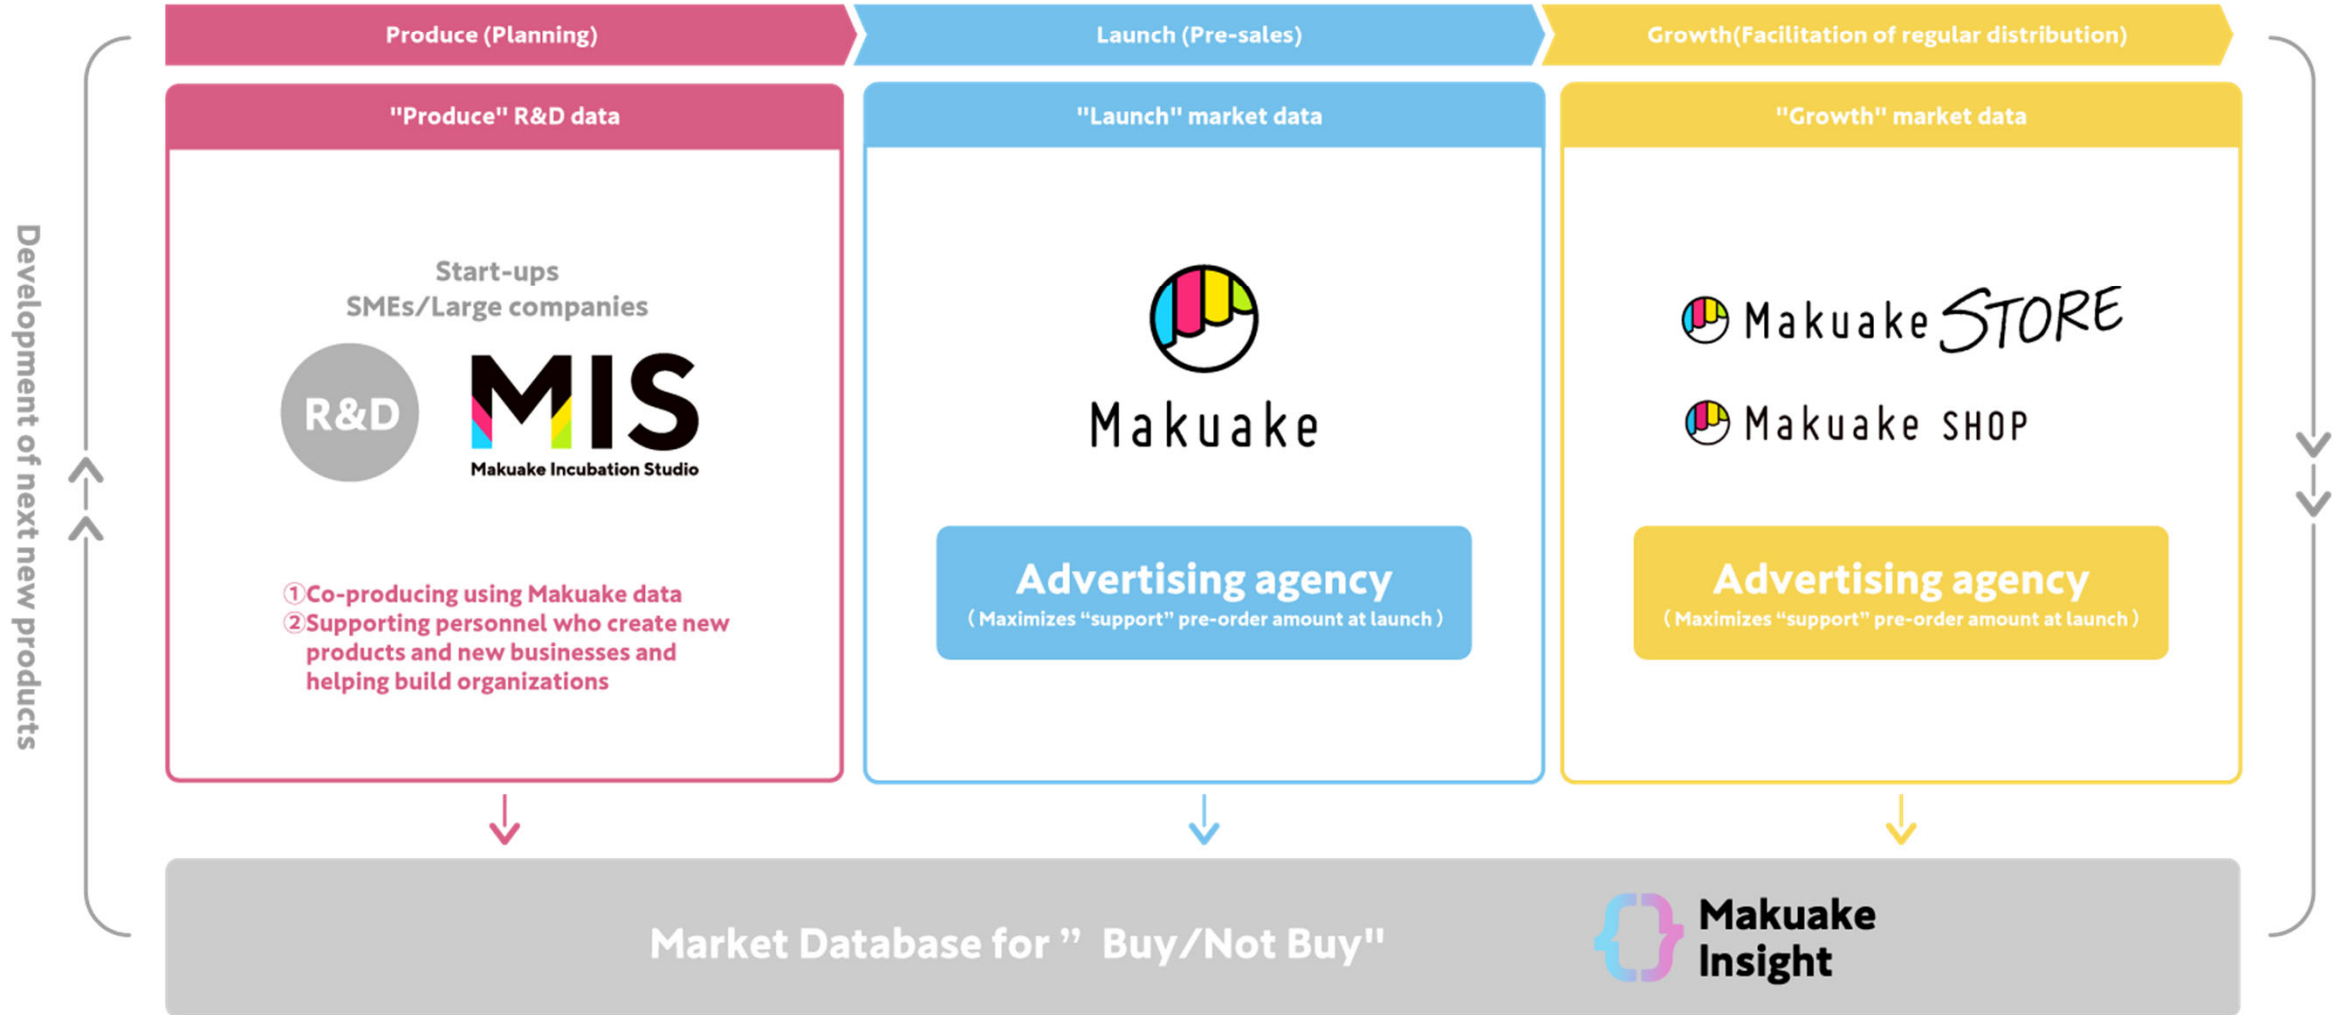 Produce (Planning)
Launch (Pre-sales)
Growth(Facilitation of regular distribution)
Development of next new products
"Produce" R&D data
Start-ups
SMEs/Large companies
R&D
MIS
Makuake Incubation Studio
①Co-producing using Makuake data
②Supporting personnel who create new
products and new businesses and
helping build organizations
"Launch" market data
Makuake
Advertising agency
( Maximizes “support” pre-order amount at launch )
"Growth" market data
Makuake STORE
Makuake SHOP
Advertising agency
( Maximizes “support” pre-order amount at launch )
Market Database for ” Buy/Not Buy"
Makuake
Insight